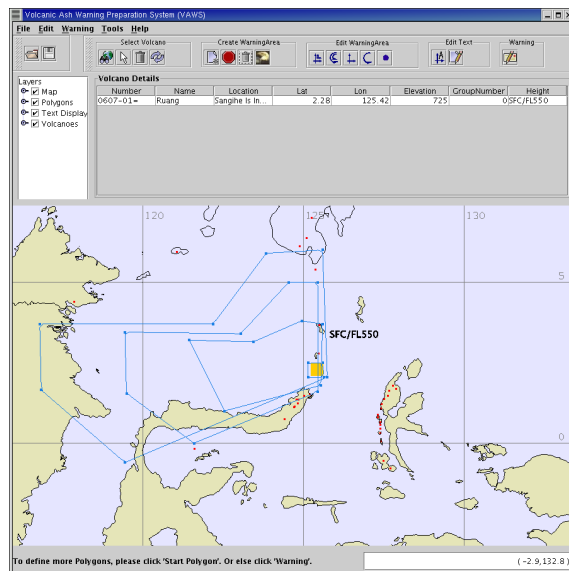 Volcanic Ash Warning Preparation System (VAWS)
File Edit Warning Tools Help
Select Volcano Create WarningArea Edit WarningArea Edit Text Warning
Layers
Map
Polygons
Text Display
Volcanoes
Volcano Details
Number Name Location Lat Lon Elevation GroupNumber Height
0607-01= Ruang Sangihe Is In... 2.28 125.42 725 0 SFC/FL550
120 125 130
5
SFC/FL550
0
To define more Polygons, please click 'Start Polygon'. Or else click 'Warning'. (-2.9,132.8)